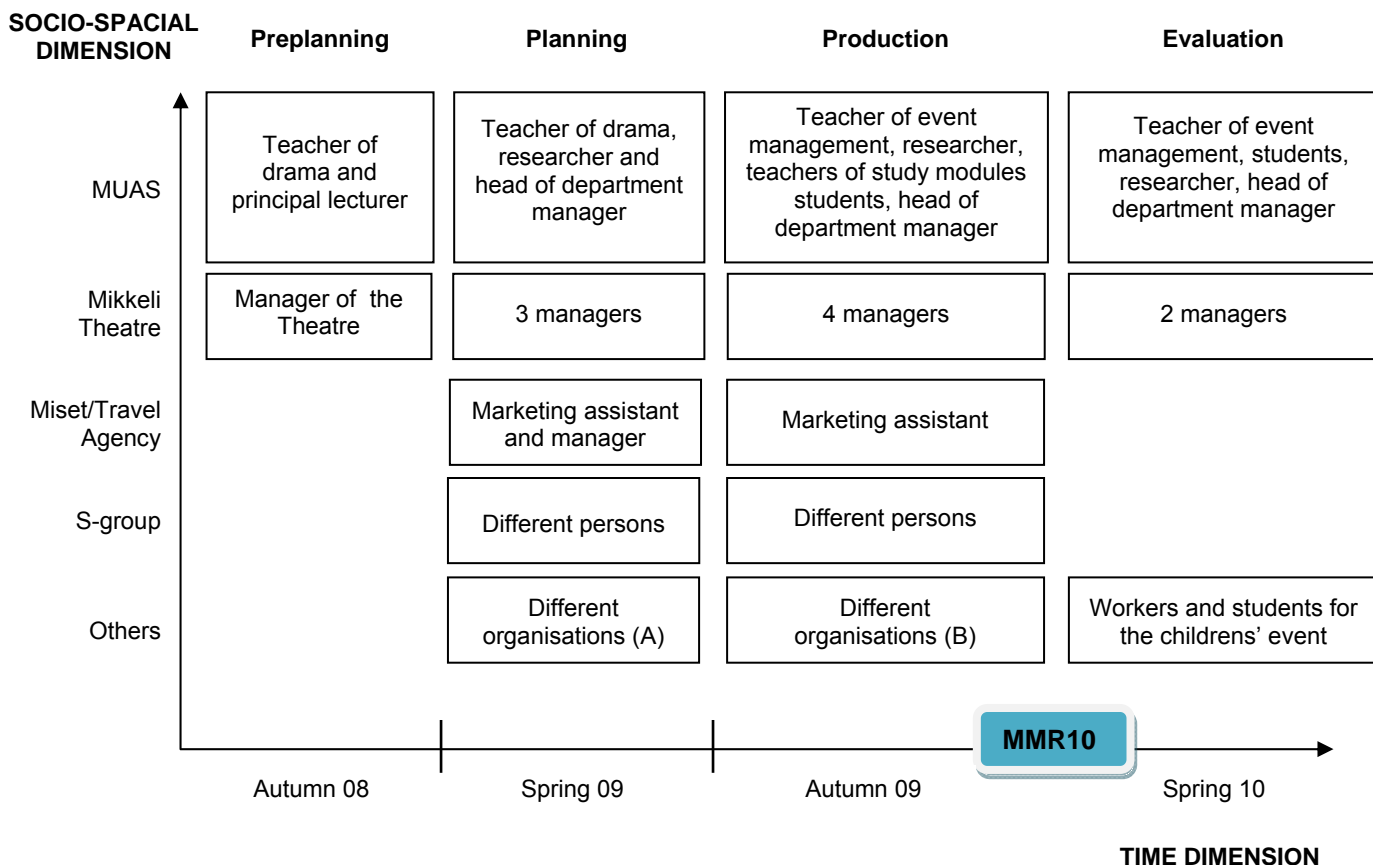 SOCIO-SPACIAL
DIMENSION
Preplanning
Planning
Production
Evaluation
MUAS
Teacher of
drama and
principal lecturer
Teacher of drama,
researcher and
head of department
manager
Teacher of event
management, researcher,
teachers of study modules
students, head of
department manager
Teacher of event
management, students,
researcher, head of
department manager
Mikkeli
Theatre
Manager of the
Theatre
3 managers
4 managers
2 managers
Miset/Travel
Agency
Marketing assistant
and manager
Marketing assistant
S-group
Different persons
Different persons
Others
Different
organisations (A)
Different
organisations (B)
Workers and students for
the childrens’ event
MMR10
Autumn 08
Spring 09
Autumn 09
Spring 10
TIME DIMENSION